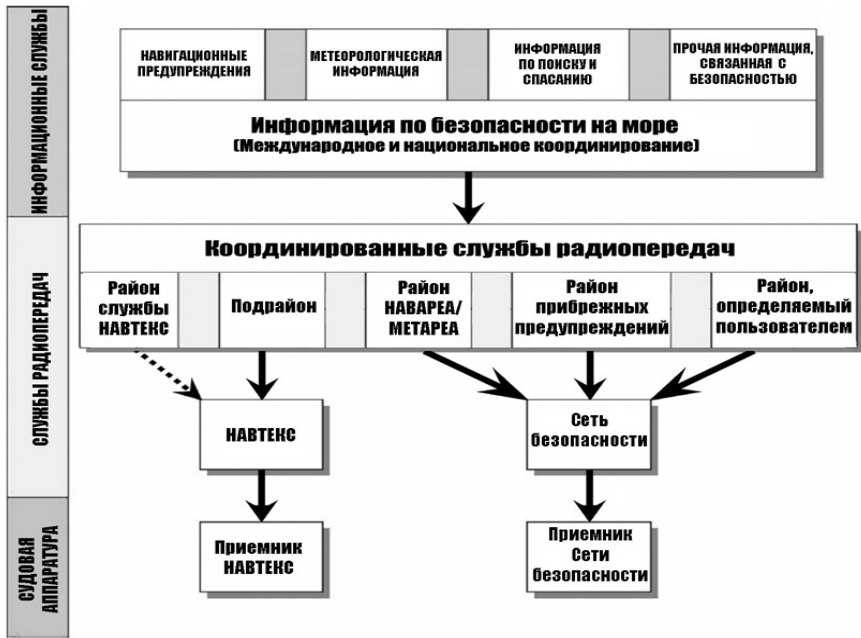 ИНФОРМАЦИОННЫЕ СЛУЖБЫ
НАВИГАЦИОННЫЕ
ПРЕДУПРЕЖДЕНИЯ
МЕТЕОРОЛОГИЧЕСКАЯ
ИНФОРМАЦИЯ
ИНФОРМАЦИЯ
ПО ПОИСКУ И
СПАСАНИЮ
ПРОЧАЯ ИНФОРМАЦИЯ,
СВЯЗАННАЯ С
БЕЗОПАСНОСТЬЮ
Информация по безопасности на море
(Международное и национальное координирование)
СЛУЖБЫ РАДИОПЕРЕДАЧ
Координированные службы радиопередач
Район
службы
НАВТЕКС
Подрайон
Район
НАВАРЕА/
МЕТАРЕА
Район
прибрежных
предупреждений
Район,
определяемый
пользователем
НАВТЕКС
Сеть
безопасности
СУДОВАЯ
АППАРАТУРА
Приемник
НАВТЕКС
Приемник
Сети
безопасности